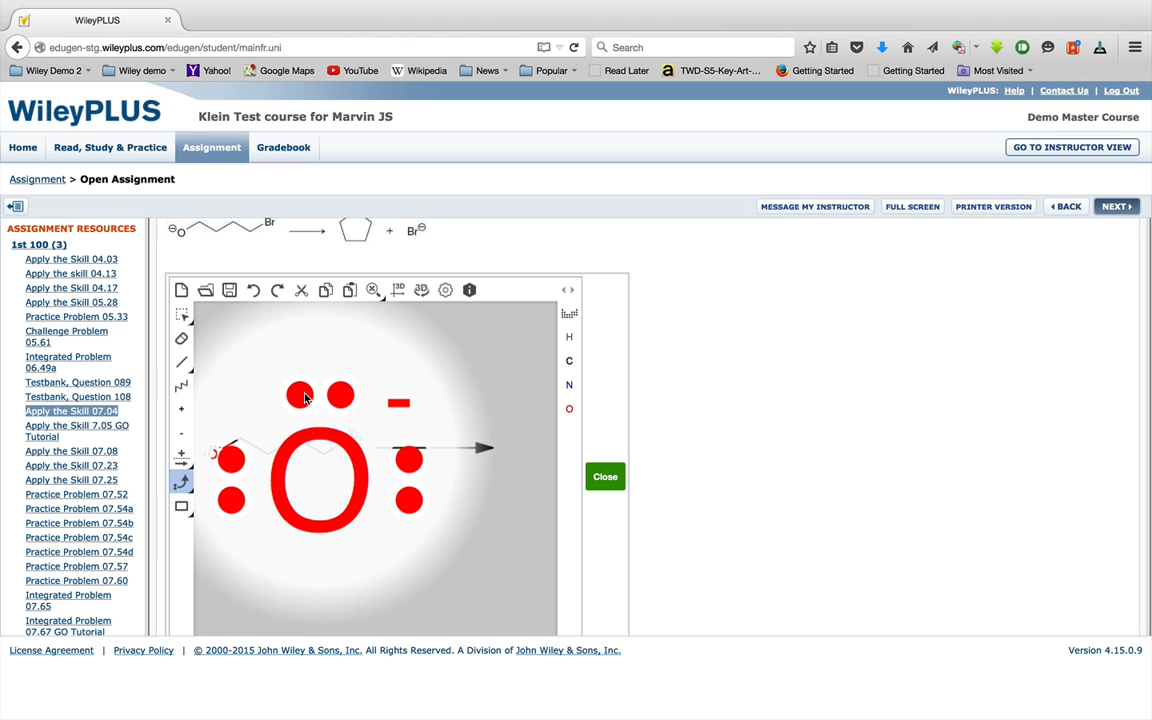 WileyPLUS
edugen-stg.wileyplus.com/edugen/student/mainfr.uni
Search
Wiley Demo 2
Wiley demo
Yahoo!
Google Maps
YouTube
Wikipedia
News
Popular
Read Later
TWD-S5-Key-Art-...
Getting Started
Getting Started
Most Visited
WileyPLUS: Help | Contact Us | Log Out
WileyPLUS
Klein Test course for Marvin JS
Demo Master Course
Home
Read, Study & Practice
Assignment
Gradebook
GO TO INSTRUCTOR VIEW
Assignment > Open Assignment
MESSAGE MY INSTRUCTOR
FULL SCREEN
PRINTER VERSION
BACK
NEXT
ASSIGNMENT RESOURCES
1st 100 (3)
Apply the Skill 04.03
Apply the skill 04.13
Apply the Skill 04.17
Apply the Skill 05.28
Practice Problem 05.33
Challenge Problem
05.61
Integrated Problem
06.49a
Testbank, Question 089
Testbank, Question 108
Apply the Skill 07.04
Apply the Skill 7.05 GO
Tutorial
Apply the Skill 07.08
Apply the Skill 07.23
Apply the Skill 07.25
Practice Problem 07.52
Practice Problem 07.54a
Practice Problem 07.54b
Practice Problem 07.54c
Practice Problem 07.54d
Practice Problem 07.57
Practice Problem 07.60
Integrated Problem
07.65
Integrated Problem
07.67 GO Tutorial
⊖O Br + Br⊖
3D
H
C
N
O
O
Close
License Agreement | Privacy Policy | © 2000-2015 John Wiley & Sons, Inc. All Rights Reserved. A Division of John Wiley & Sons, Inc.
Version 4.15.0.9